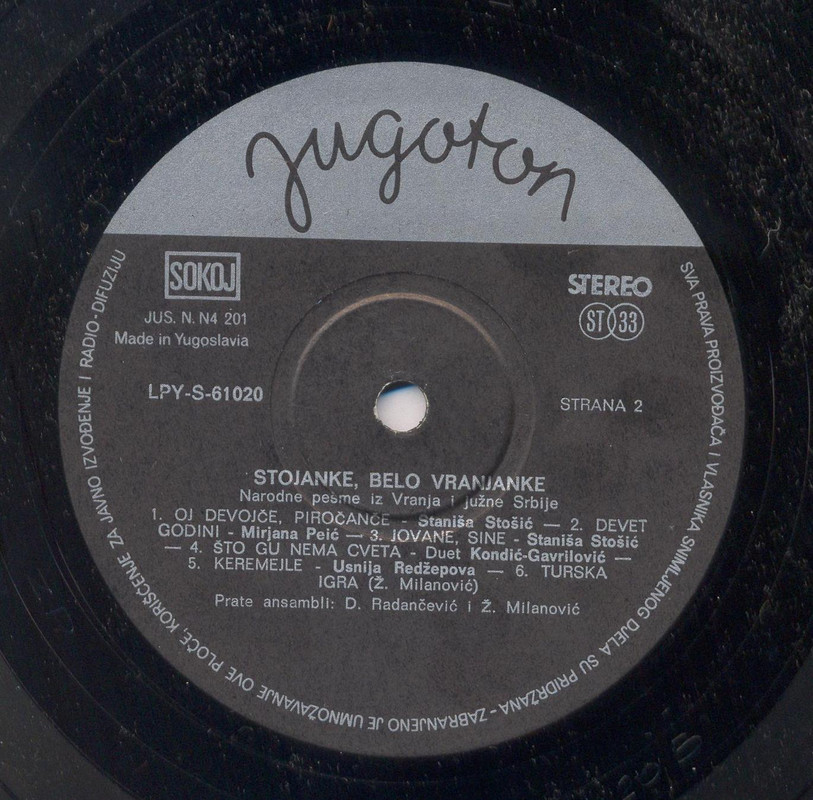 jugoton
SOKOJ
JUS. N. N4 201
Made in Yugoslavia
STEREO
ST 33
LPY-S-61020
STRANA 2
STOJANKE, BELO VRANJANKE
Narodne pesme iz Vranja i južne Srbije
1. OJ DEVOJČE, PIROČANČE - Staniša Stošić — 2. DEVET
GODINI - Mirjana Peić — 3. JOVANE, SINE - Staniša Stošić
— 4. ŠTO GU NEMA CVETA - Duet Kondić-Gavrilović —
5. KEREMEJLE - Usnija Redžepova — 6. TURSKA
IGRA (Ž. Milanović)
Prate ansambli: D. Radančević i Ž. Milanović
SVA PRAVA PROIZVOĐAČA I VLASNIKA SNIMLJENOG DJELA SU PRIDRŽANA - ZABRANJENO JE UMNOŽAVANJE OVE PLOČE, KORIŠĆENJE ZA JAVNO IZVOĐENJE I RADIO-DIFUZIJU